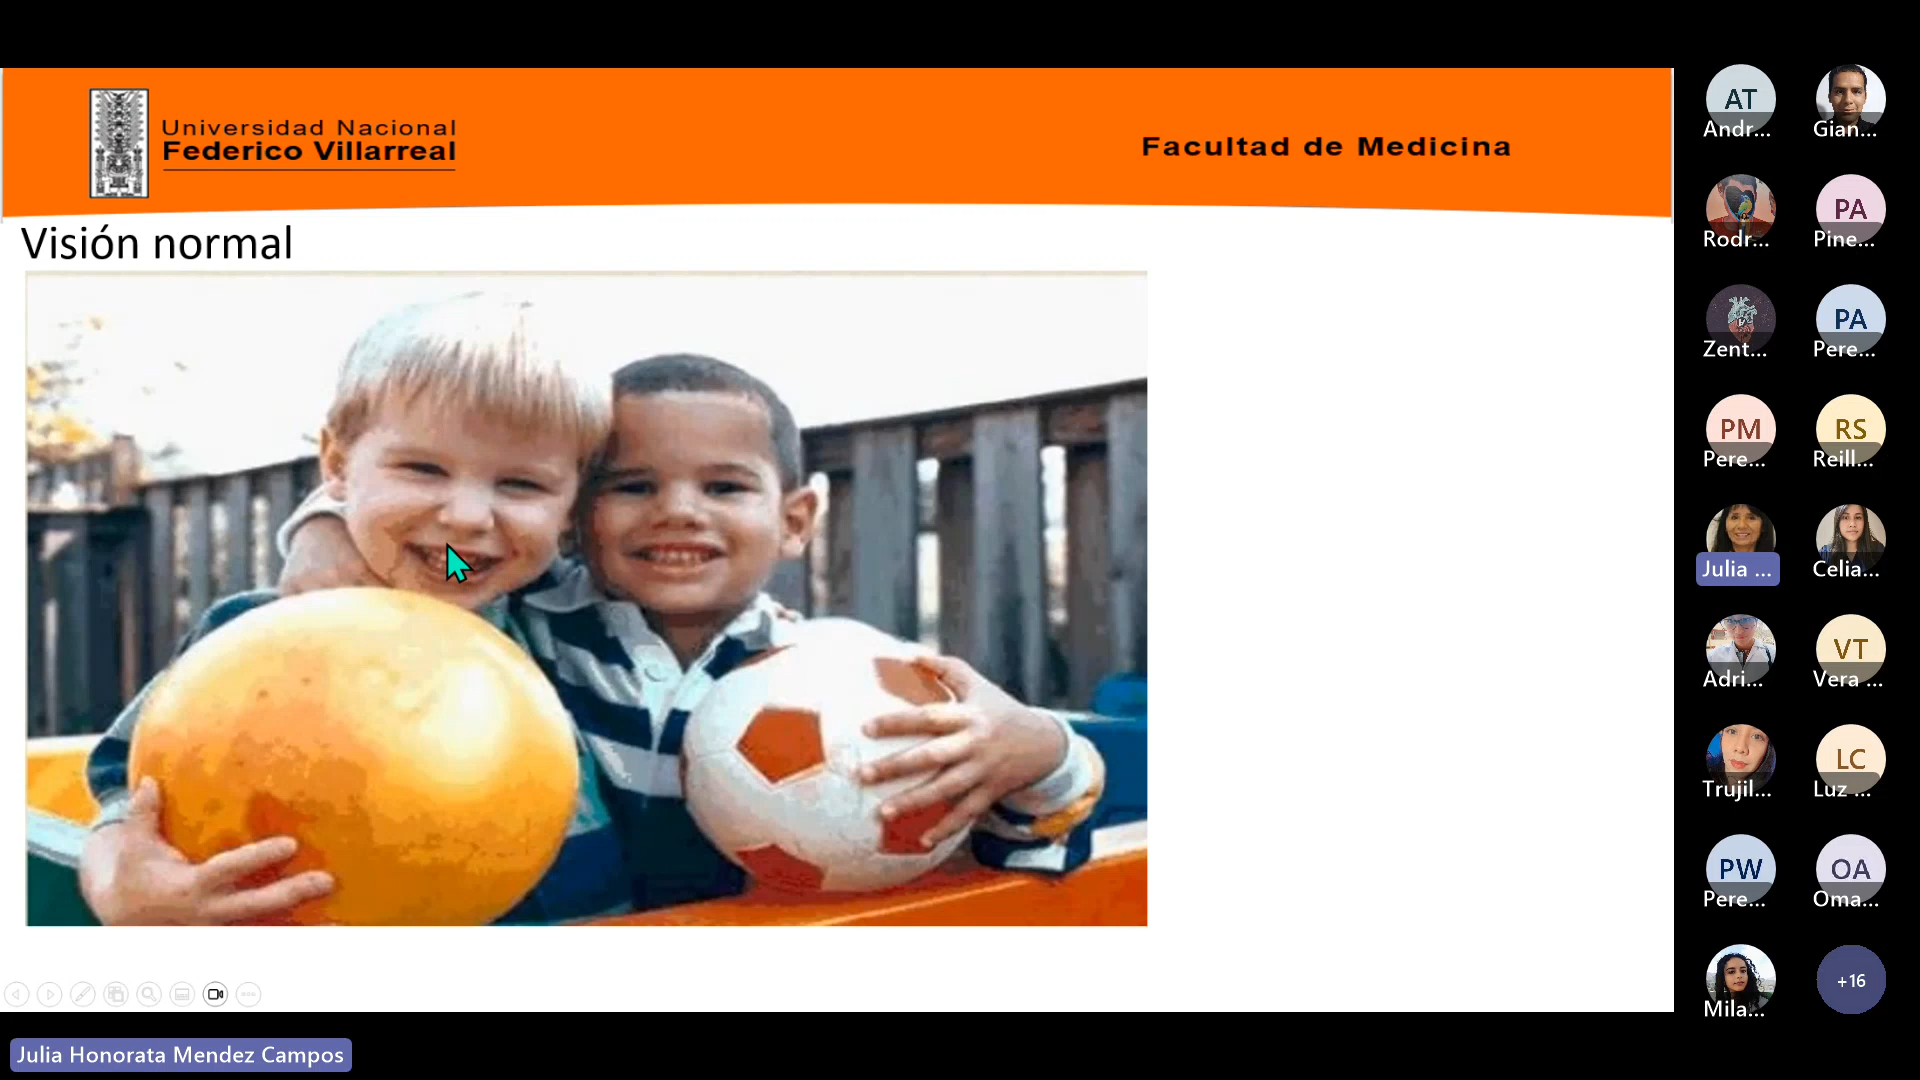 Universidad Nacional
Federico Villarreal
Facultad de Medicina
Visión normal
AT
Andr...
Gian...
Rodr...
PA
Pine...
Zent...
PA
Pere...
PM
Pere...
RS
Reill...
Julia ...
Celia...
Adri...
VT
Vera ...
Trujil...
LC
Luz ...
PW
Pere...
OA
Oma...
Mila...
+16
Julia Honorata Mendez Campos